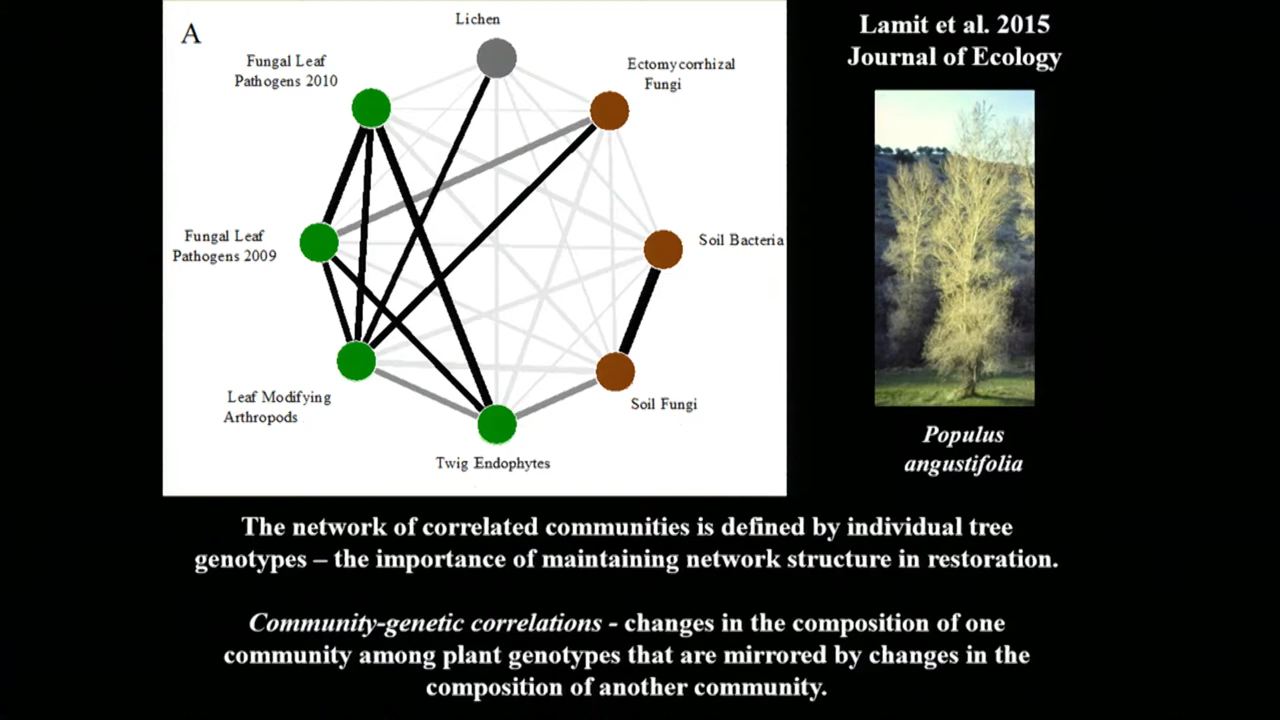 A
Lichen
Fungal Leaf
Pathogens 2010
Ectomycorrhizal
Fungi
Fungal Leaf
Pathogens 2009
Soil Bacteria
Leaf Modifying
Arthropods
Soil Fungi
Twig Endophytes
Lamit et al. 2015
Journal of Ecology
Populus
angustifolia
The network of correlated communities is defined by individual tree
genotypes – the importance of maintaining network structure in restoration.
Community-genetic correlations - changes in the composition of one
community among plant genotypes that are mirrored by changes in the
composition of another community.